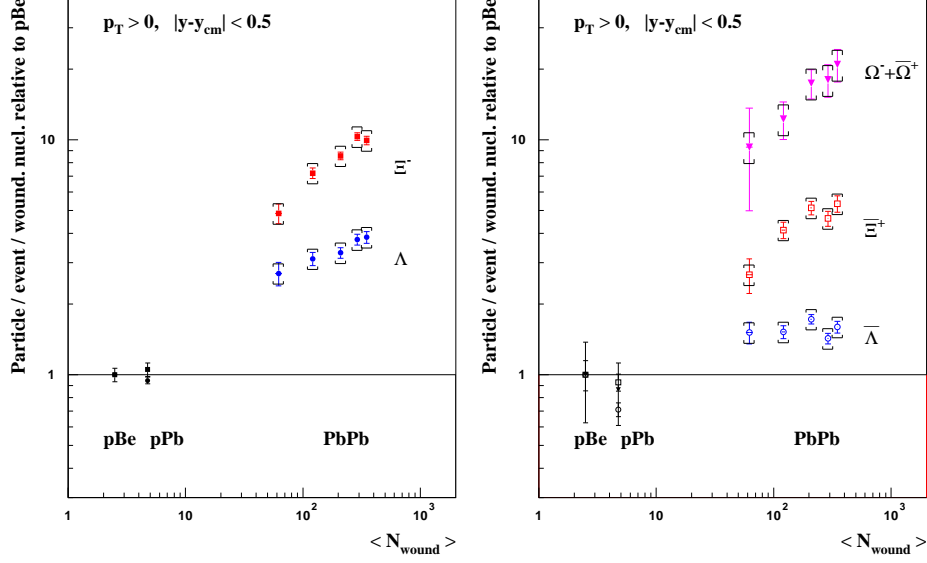 Particle / event / wound. nucl. relative to pBe
p_T > 0, |y-y_cm| < 0.5
10
1
Ξ⁻
Λ
pBe pPb PbPb
1 10 10² 10³
< N_wound >
Particle / event / wound. nucl. relative to pBe
p_T > 0, |y-y_cm| < 0.5
10
1
Ω⁻+Ω̅⁺
Ξ̅⁺
Λ̅
pBe pPb PbPb
1 10 10² 10³
< N_wound >